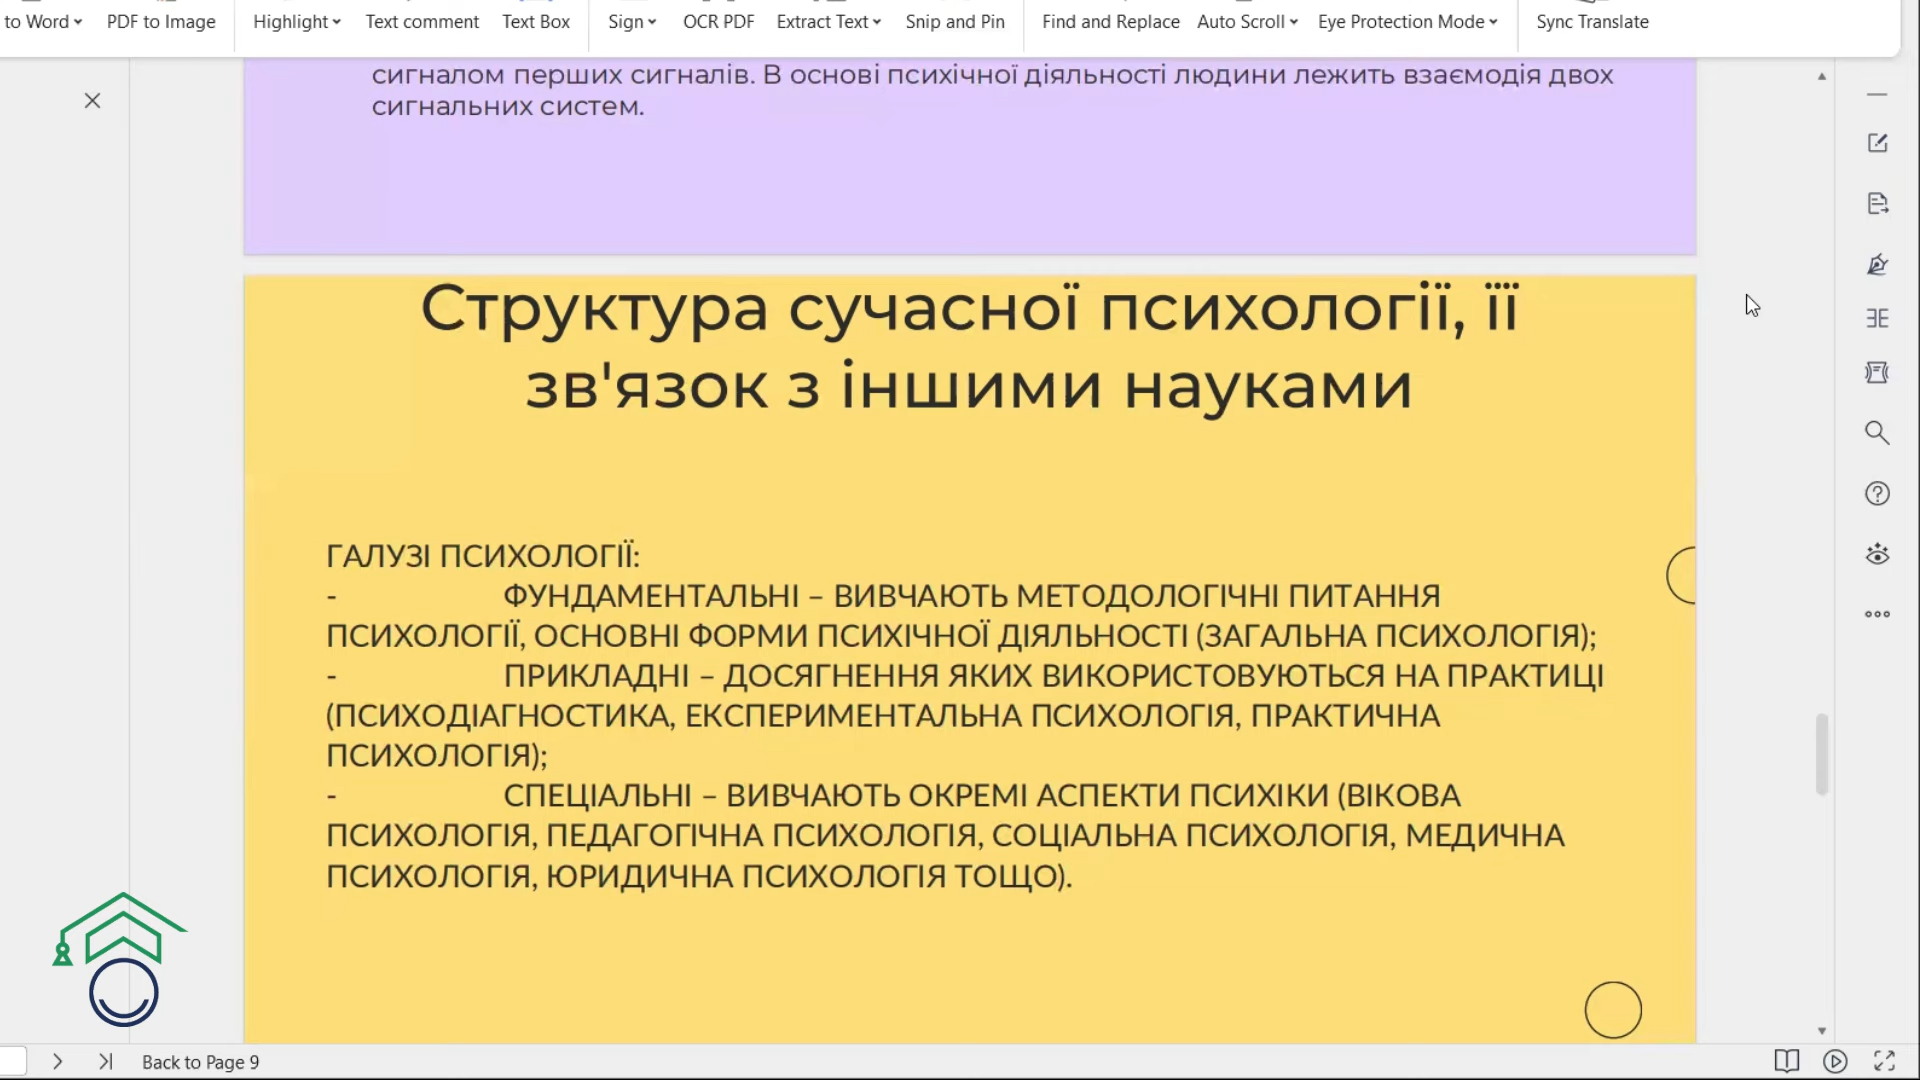 to Word PDF to Image Highlight Text comment Text Box Sign OCR PDF Extract Text Snip and Pin Find and Replace Auto Scroll Eye Protection Mode Sync Translate
сигналом перших сигналів. В основі психічної діяльності людини лежить взаємодія двох
сигнальних систем.
Структура сучасної психології, її
зв'язок з іншими науками
ГАЛУЗІ ПСИХОЛОГІЇ:
- ФУНДАМЕНТАЛЬНІ – ВИВЧАЮТЬ МЕТОДОЛОГІЧНІ ПИТАННЯ
ПСИХОЛОГІЇ, ОСНОВНІ ФОРМИ ПСИХІЧНОЇ ДІЯЛЬНОСТІ (ЗАГАЛЬНА ПСИХОЛОГІЯ);
- ПРИКЛАДНІ – ДОСЯГНЕННЯ ЯКИХ ВИКОРИСТОВУЮТЬСЯ НА ПРАКТИЦІ
(ПСИХОДІАГНОСТИКА, ЕКСПЕРИМЕНТАЛЬНА ПСИХОЛОГІЯ, ПРАКТИЧНА
ПСИХОЛОГІЯ);
- СПЕЦІАЛЬНІ – ВИВЧАЮТЬ ОКРЕМІ АСПЕКТИ ПСИХІКИ (ВІКОВА
ПСИХОЛОГІЯ, ПЕДАГОГІЧНА ПСИХОЛОГІЯ, СОЦІАЛЬНА ПСИХОЛОГІЯ, МЕДИЧНА
ПСИХОЛОГІЯ, ЮРИДИЧНА ПСИХОЛОГІЯ ТОЩО).
Back to Page 9